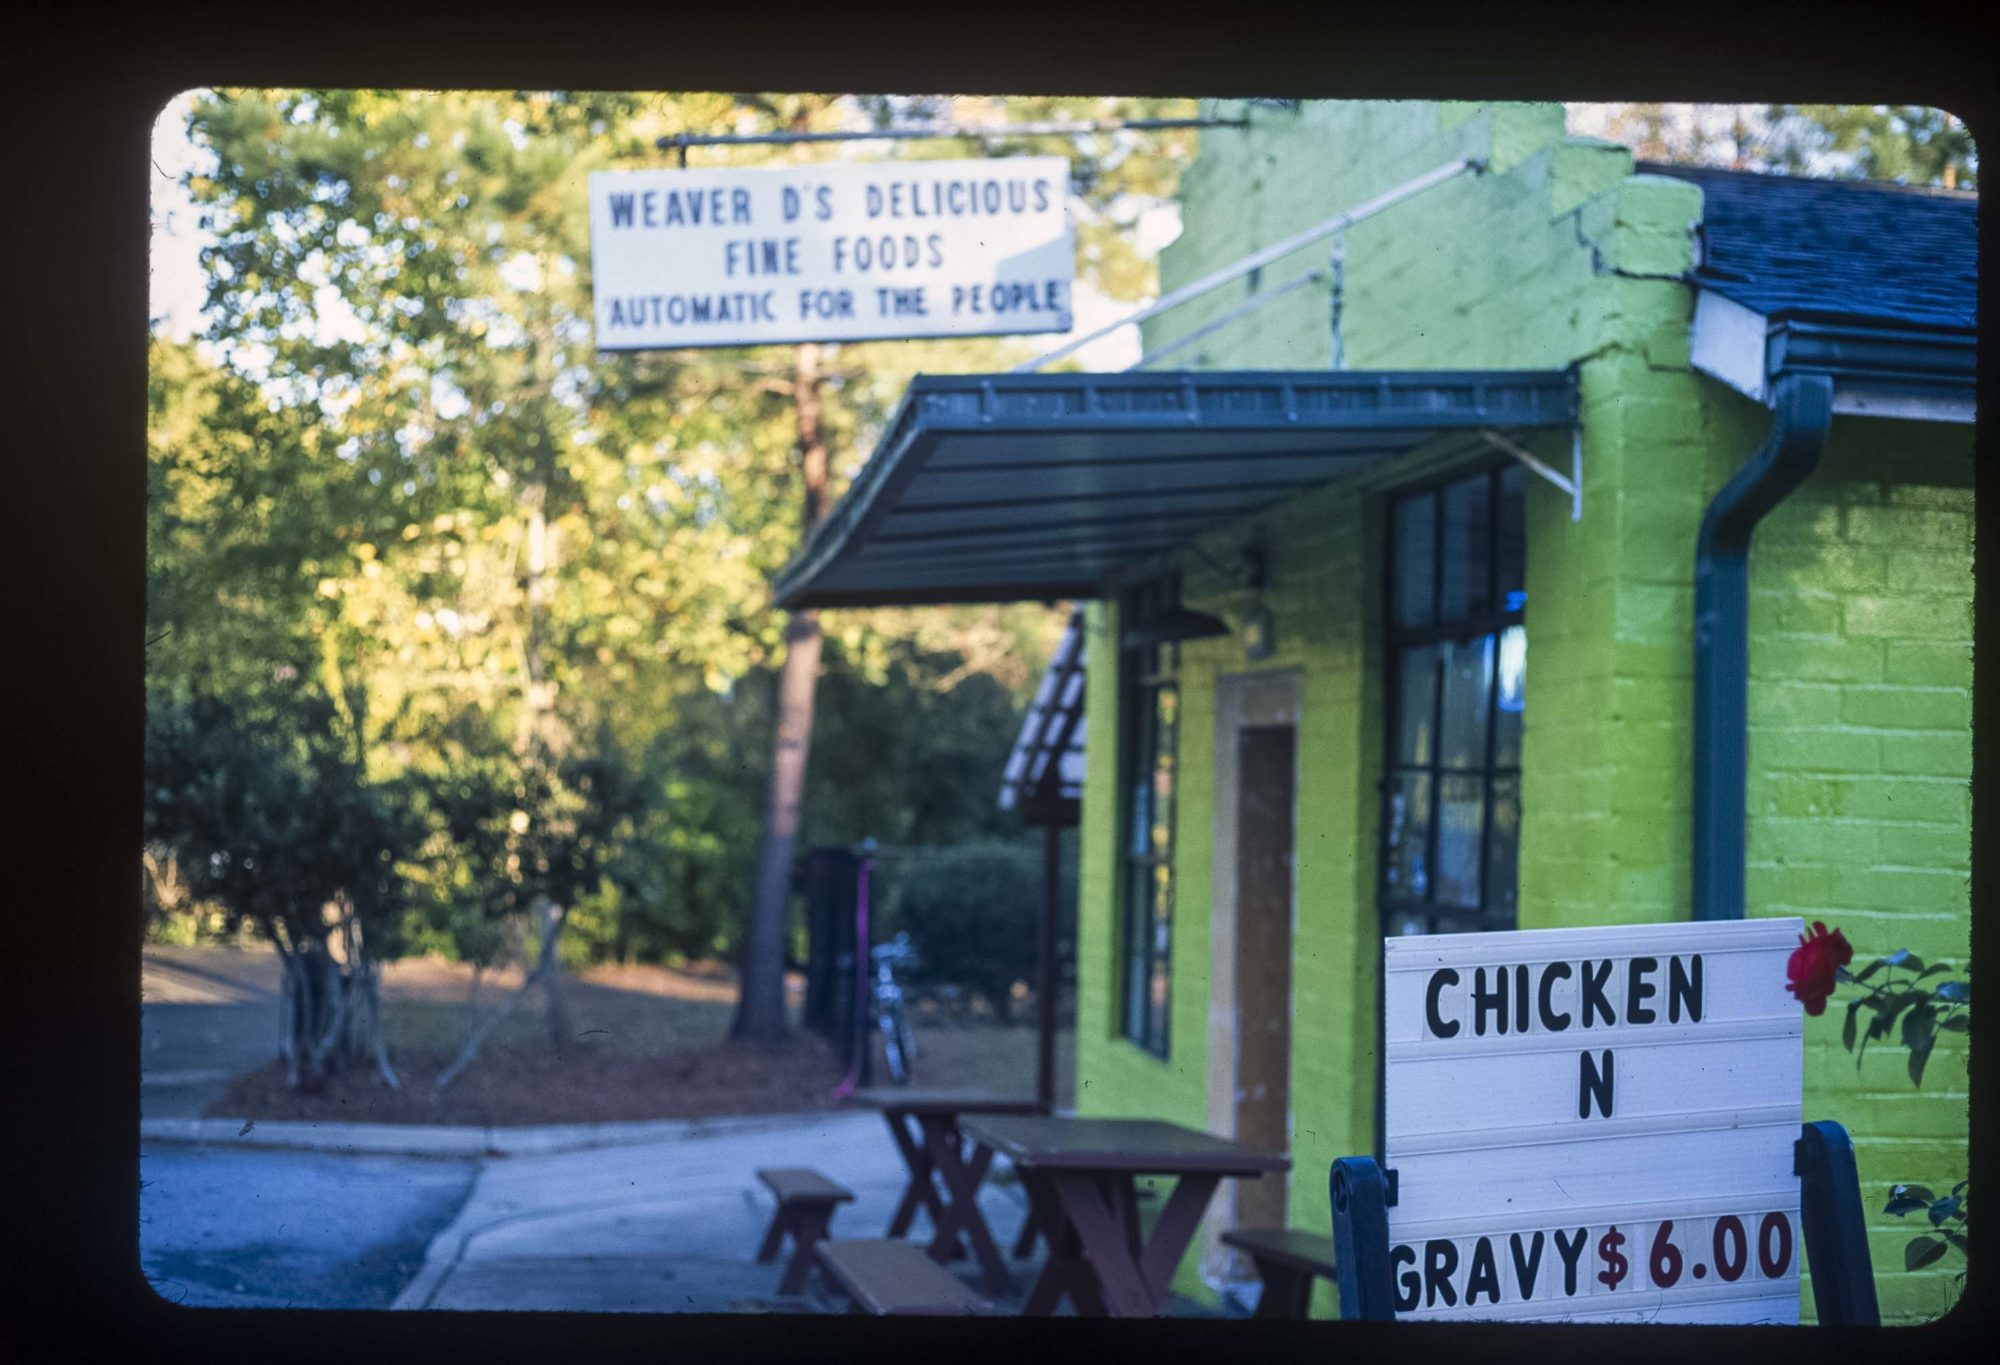 WEAVER D'S DELICIOUS
FINE FOODS
"AUTOMATIC FOR THE PEOPLE"
CHICKEN
N
GRAVY $6.00